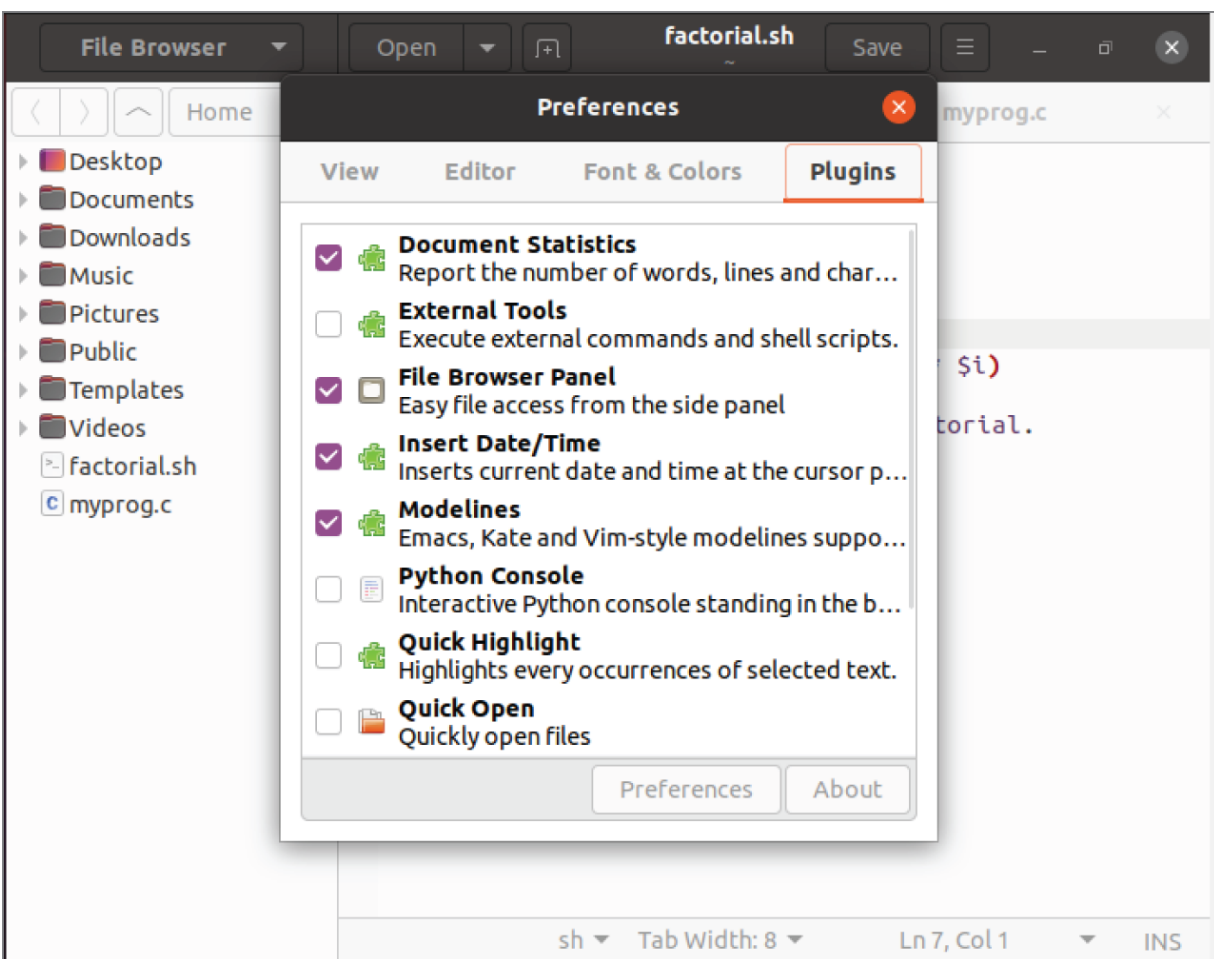 File Browser
Open
factorial.sh
~
Save
Home
Preferences
myprog.c
View
Editor
Font & Colors
Plugins
Desktop
Documents
Downloads
Music
Pictures
Public
Templates
Videos
factorial.sh
myprog.c
Document Statistics
Report the number of words, lines and char…
External Tools
Execute external commands and shell scripts.
File Browser Panel
Easy file access from the side panel
Insert Date/Time
Inserts current date and time at the cursor p…
Modelines
Emacs, Kate and Vim-style modelines suppo…
Python Console
Interactive Python console standing in the b…
Quick Highlight
Highlights every occurrences of selected text.
Quick Open
Quickly open files
Preferences
About
$i)
torial.
sh
Tab Width: 8
Ln 7, Col 1
INS